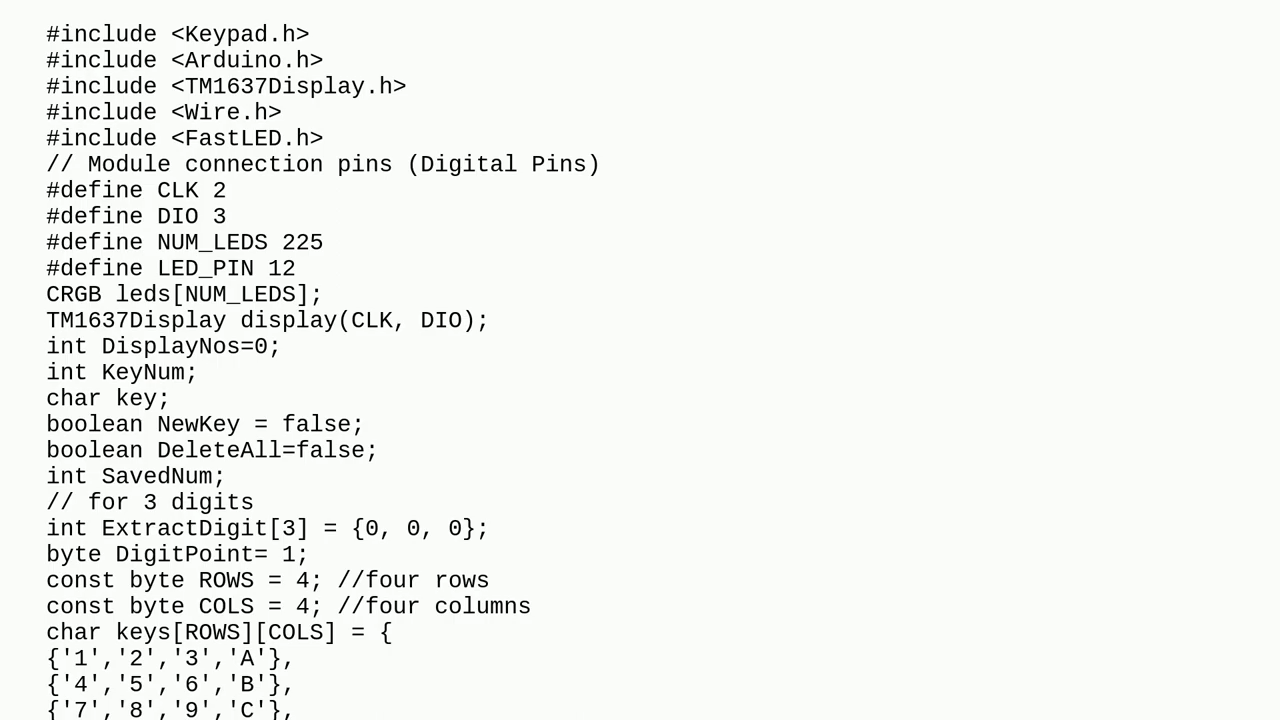 #include <Keypad.h>
#include <Arduino.h>
#include <TM1637Display.h>
#include <Wire.h>
#include <FastLED.h>
// Module connection pins (Digital Pins)
#define CLK 2
#define DIO 3
#define NUM_LEDS 225
#define LED_PIN 12
CRGB leds[NUM_LEDS];
TM1637Display display(CLK, DIO);
int DisplayNos=0;
int KeyNum;
char key;
boolean NewKey = false;
boolean DeleteAll=false;
int SavedNum;
// for 3 digits
int ExtractDigit[3] = {0, 0, 0};
byte DigitPoint= 1;
const byte ROWS = 4; //four rows
const byte COLS = 4; //four columns
char keys[ROWS][COLS] = {
{'1','2','3','A'},
{'4','5','6','B'},
{'7','8','9','C'},